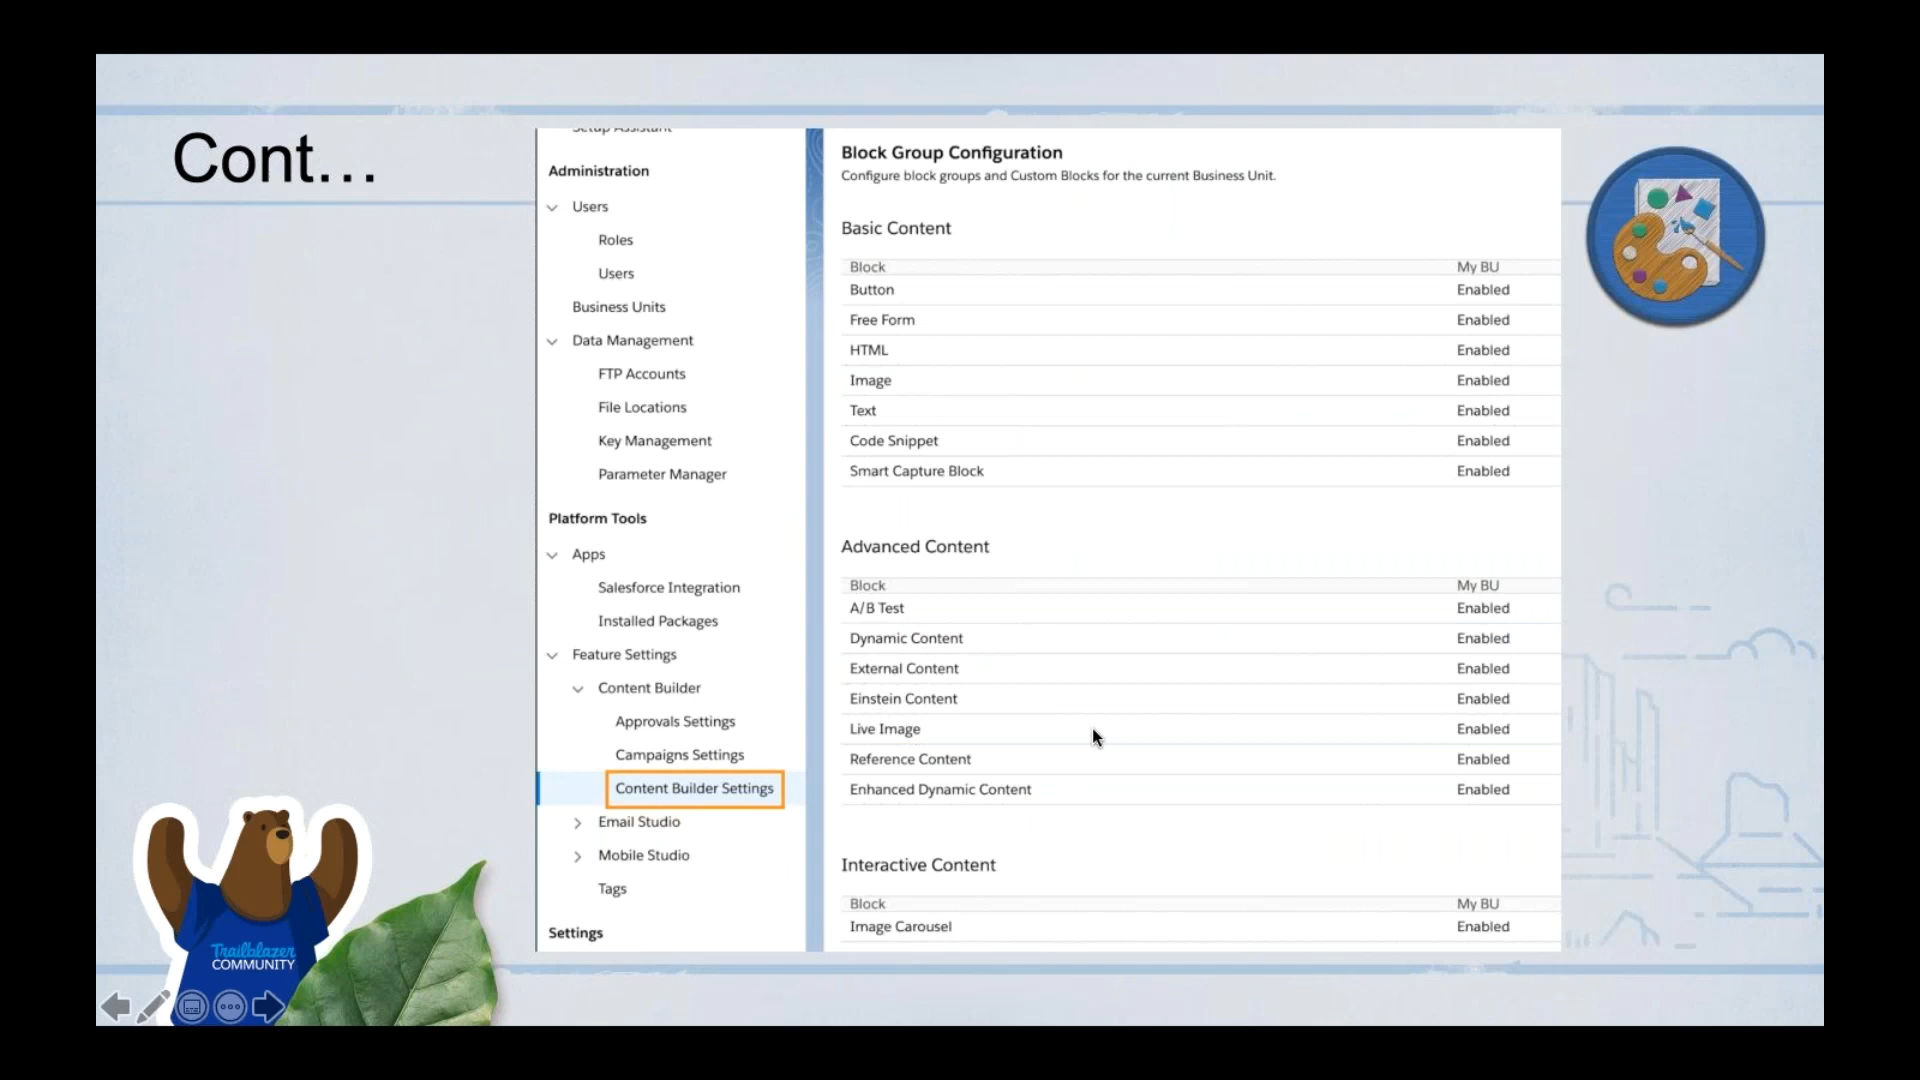 Cont...
Setup Assistant
Administration
Users
Roles
Users
Business Units
Data Management
FTP Accounts
File Locations
Key Management
Parameter Manager
Platform Tools
Apps
Salesforce Integration
Installed Packages
Feature Settings
Content Builder
Approvals Settings
Campaigns Settings
Content Builder Settings
Email Studio
Mobile Studio
Tags
Settings
Block Group Configuration
Configure block groups and Custom Blocks for the current Business Unit.
Basic Content
Block My BU
Button Enabled
Free Form Enabled
HTML Enabled
Image Enabled
Text Enabled
Code Snippet Enabled
Smart Capture Block Enabled
Advanced Content
Block My BU
A/B Test Enabled
Dynamic Content Enabled
External Content Enabled
Einstein Content Enabled
Live Image Enabled
Reference Content Enabled
Enhanced Dynamic Content Enabled
Interactive Content
Block My BU
Image Carousel Enabled
Trailblazer
COMMUNITY